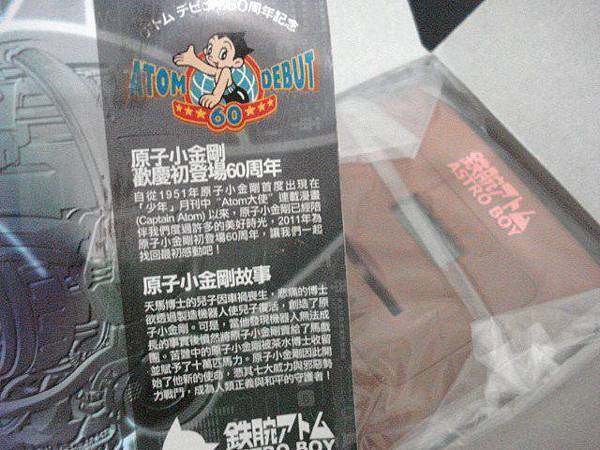 アトム デビュー60周年記念
ATOM DEBUT
60
原子小金剛
歡慶初登場60周年
自從1951年原子小金剛首度出現在
「少年」月刊中 "Atom大使" 連載漫畫
(Captain Atom) 以來，原子小金剛已經陪
伴我們度過許多的美好時光，2011年為
原子小金剛初登場60周年，讓我們一起
找回最初感動吧！
原子小金剛故事
天馬博士的兒子因車禍喪生，悲痛的博士
欲透過製造機器人使兒子復活，創造了原
子小金剛。可是，當他發現機器人無法成
長的事實後憤然將原子小金剛賣給了馬戲
團。苦難中的原子小金剛被茶水博士收留
並賦予了十萬匹馬力。原子小金剛因此開
始了他新的使命，憑其七大威力與邪惡勢
力戰鬥，成為人類正義與和平的守護者！
鉄腕アトム
ASTRO BOY
鉄腕アトム
ASTRO BOY